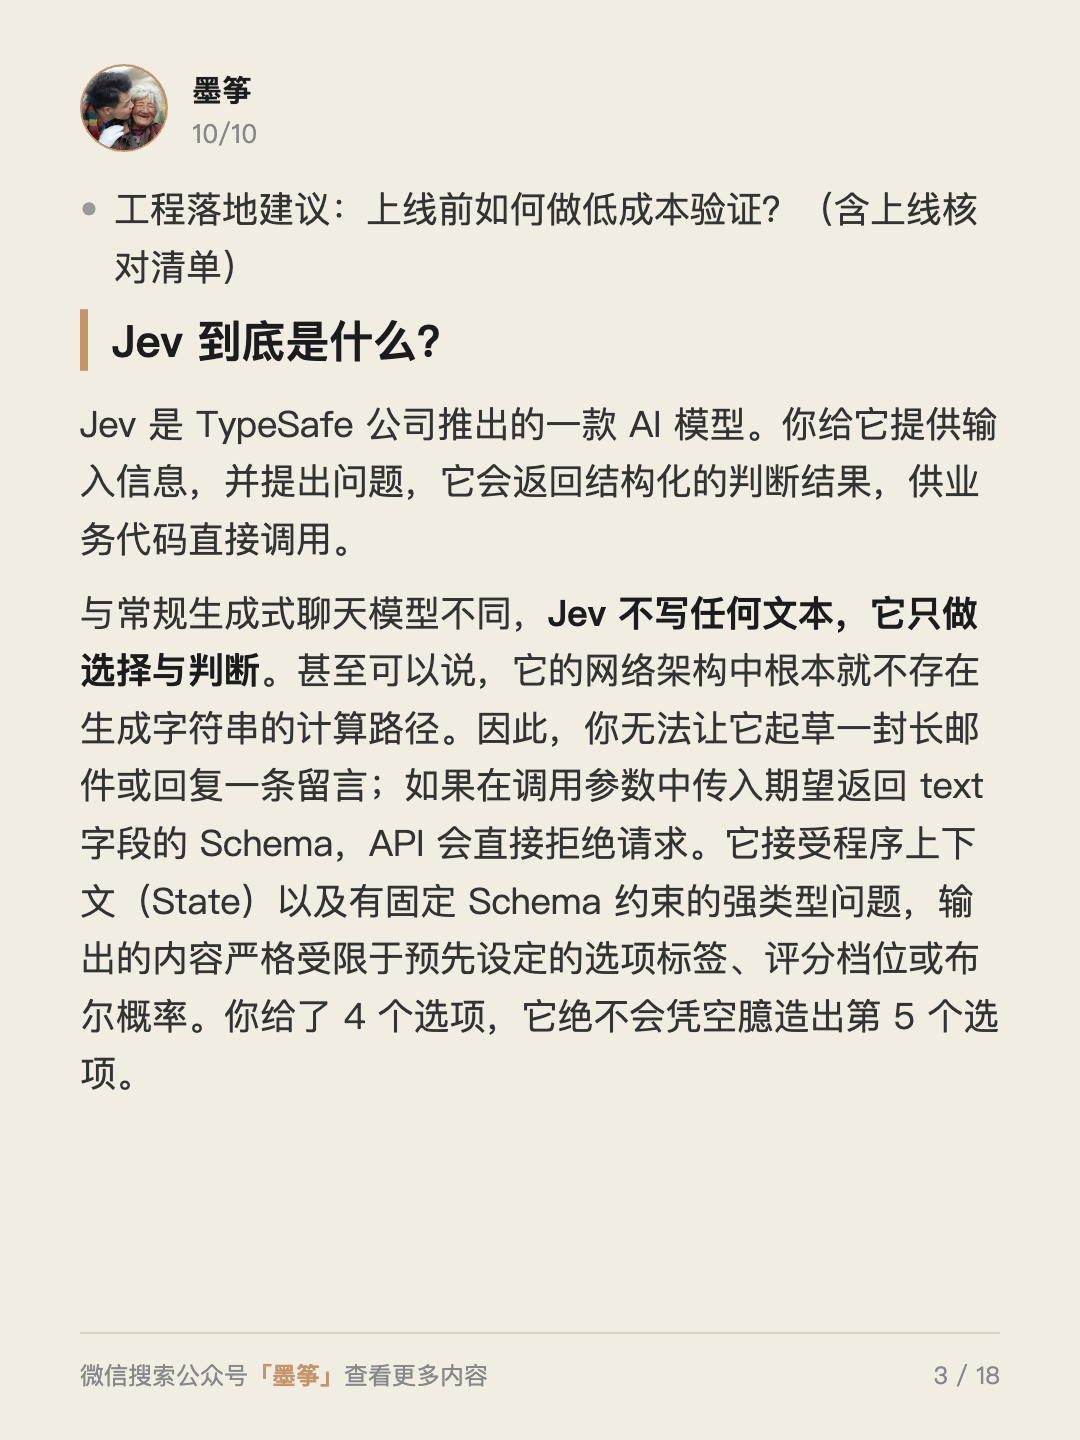 墨筝
10/10
• 工程落地建议：上线前如何做低成本验证？（含上线核
对清单）
Jev 到底是什么？
Jev 是 TypeSafe 公司推出的一款 AI 模型。你给它提供输
入信息，并提出问题，它会返回结构化的判断结果，供业
务代码直接调用。
与常规生成式聊天模型不同，Jev 不写任何文本，它只做
选择与判断。甚至可以说，它的网络架构中根本就不存在
生成字符串的计算路径。因此，你无法让它起草一封长邮
件或回复一条留言；如果在调用参数中传入期望返回 text
字段的 Schema，API 会直接拒绝请求。它接受程序上下
文（State）以及有固定 Schema 约束的强类型问题，输
出的内容严格受限于预先设定的选项标签、评分档位或布
尔概率。你给了 4 个选项，它绝不会凭空臆造出第 5 个选
项。
微信搜索公众号「墨筝」查看更多内容
3 / 18